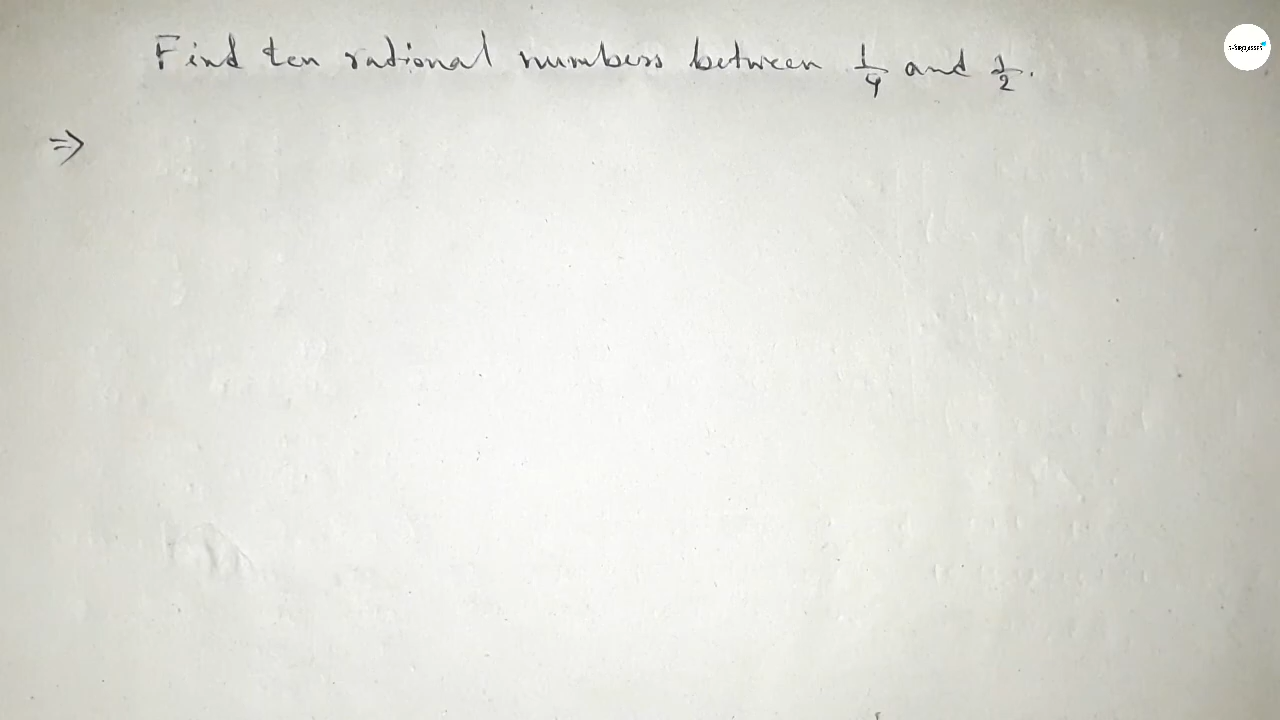 Find ten rational numbers between 1/4 and 1/2.
⇒